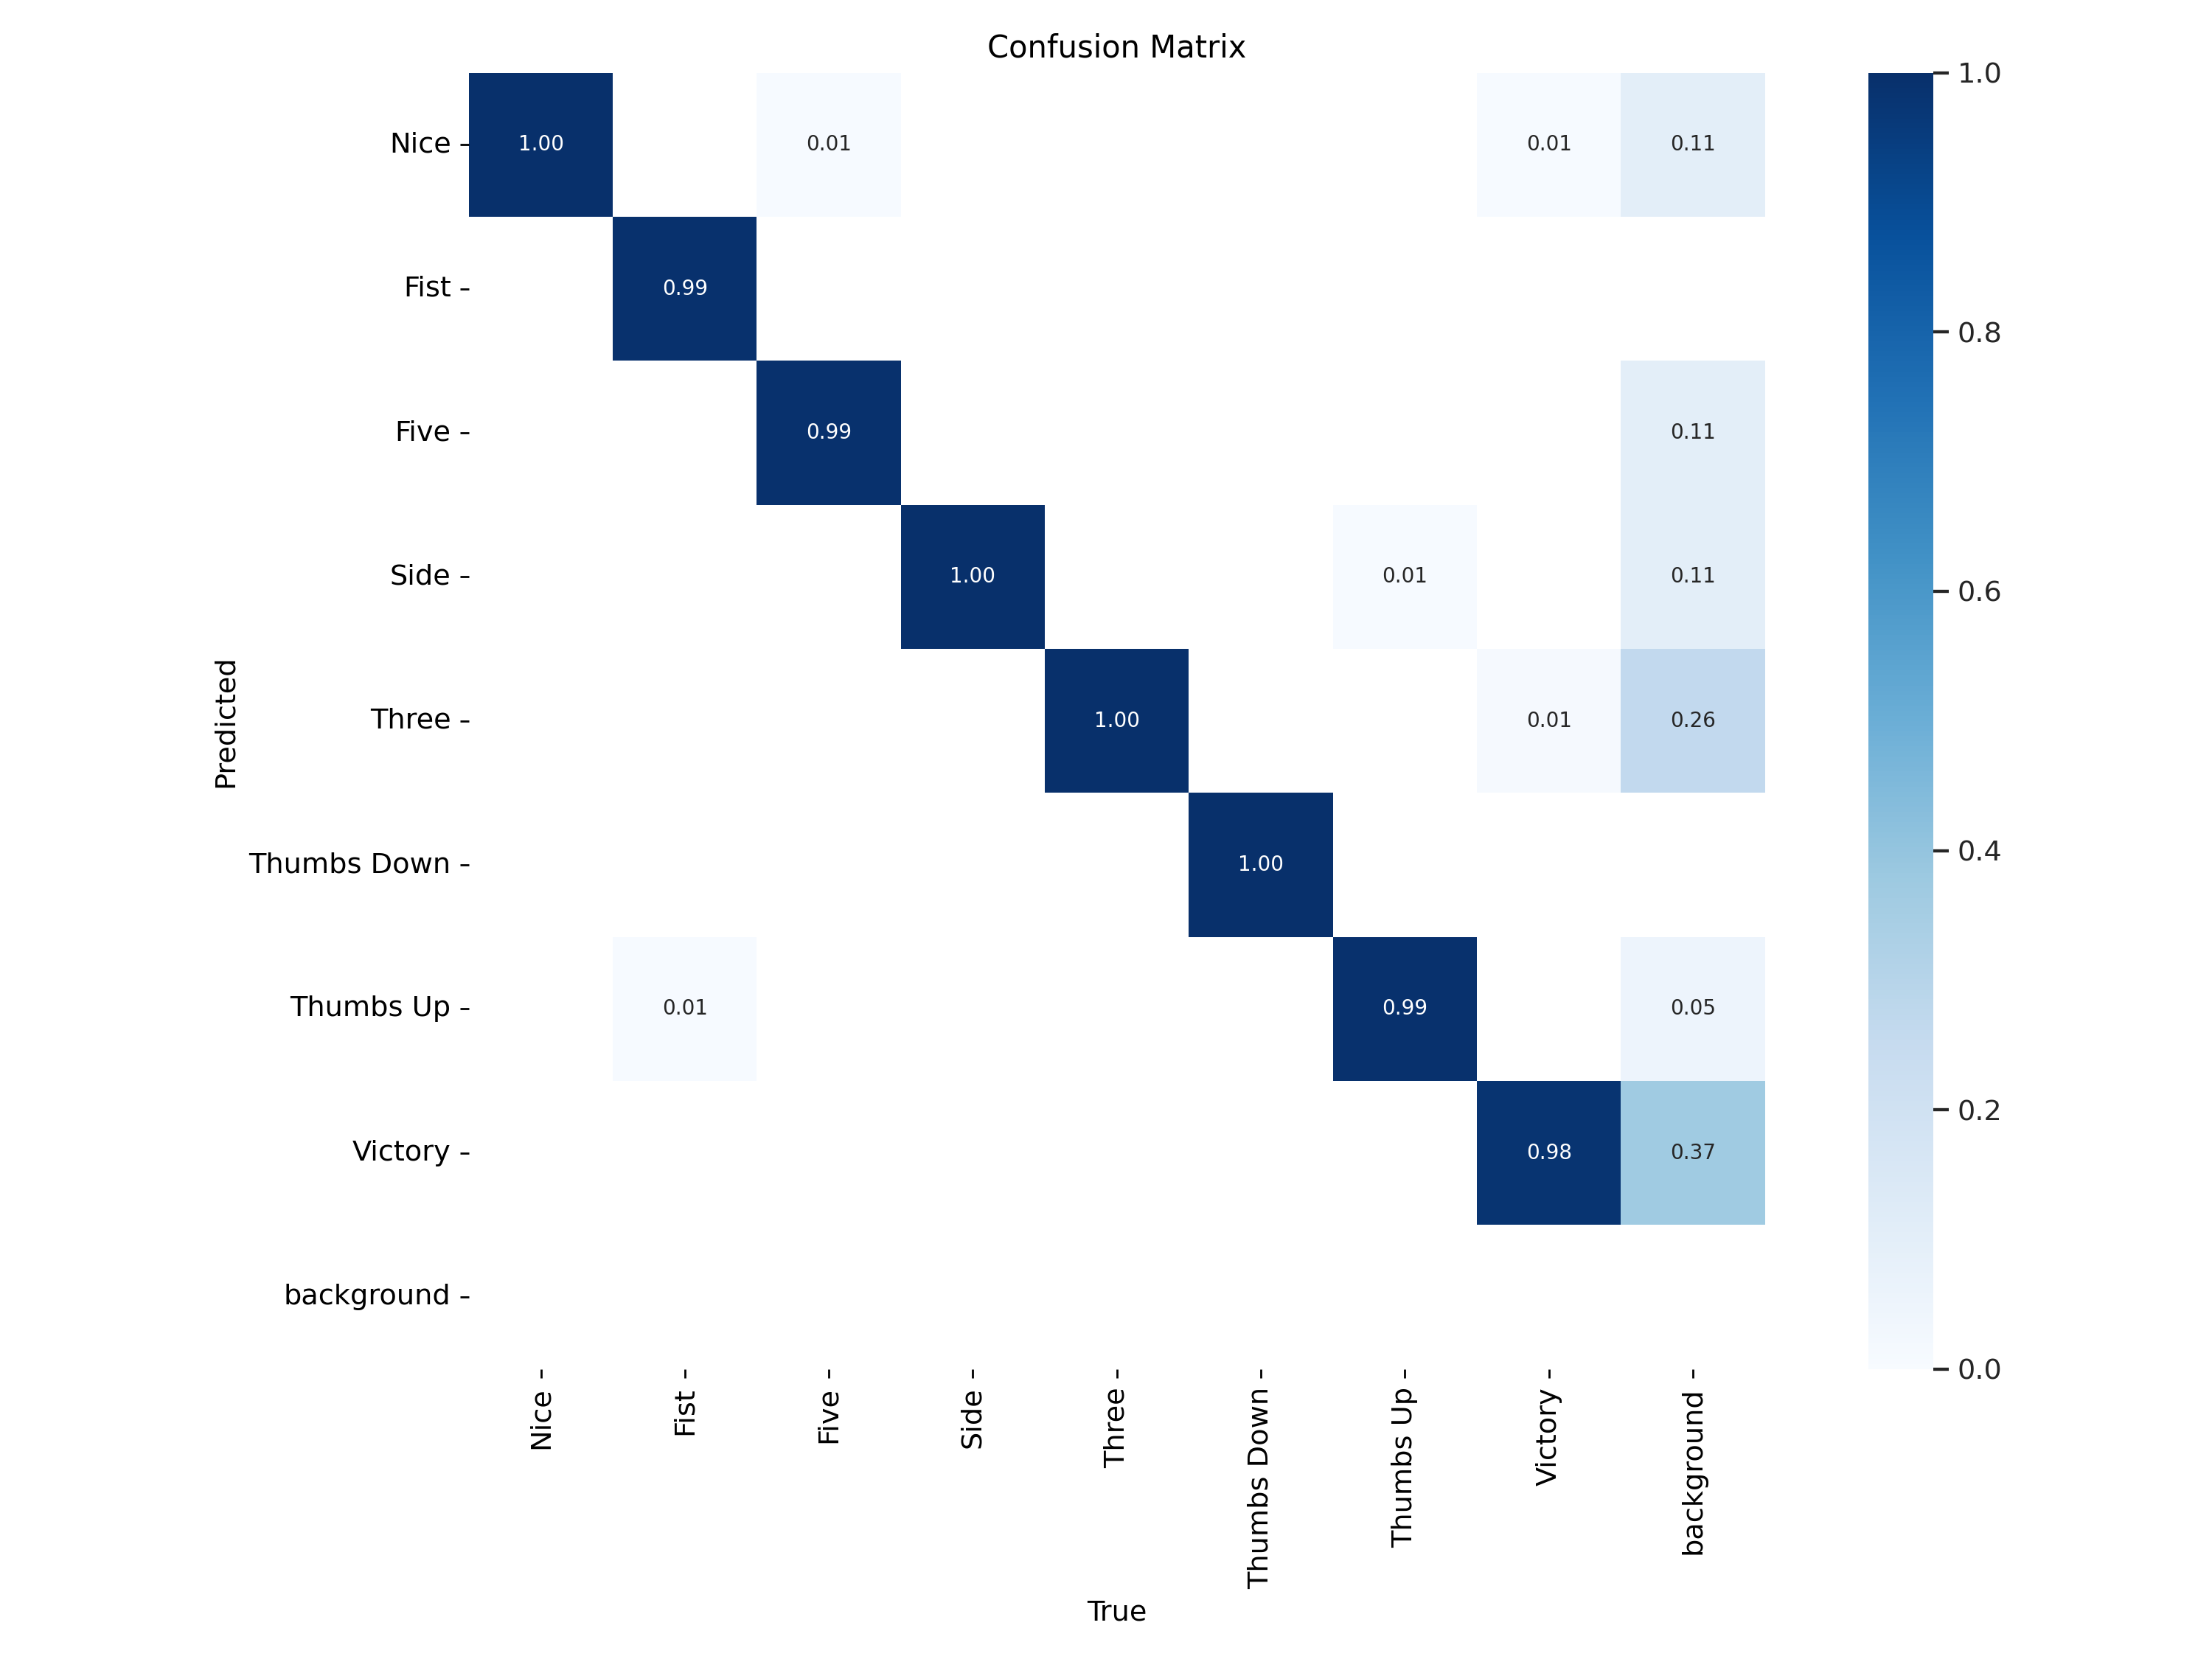 Confusion Matrix
Nice
1.00
0.01
0.01
0.11
1.0
Fist
0.99
0.8
Five
0.99
0.11
Side
1.00
0.01
0.11
0.6
Predicted
Three
1.00
0.01
0.26
Thumbs Down
1.00
0.4
Thumbs Up
0.01
0.99
0.05
Victory
0.98
0.37
0.2
background
0.0
Nice
Fist
Five
Side
Three
Thumbs Down
Thumbs Up
Victory
background
True